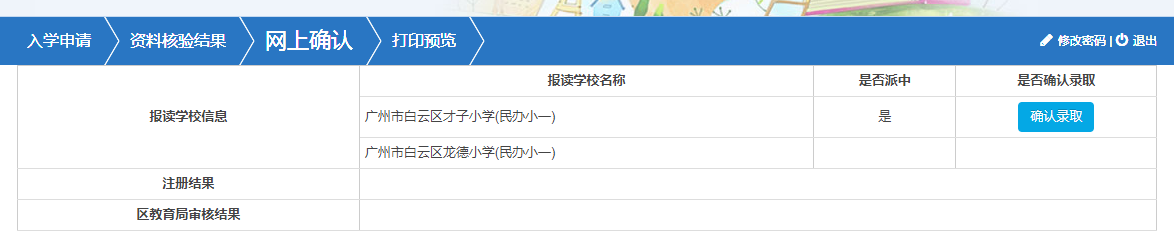 入学申请 资料核验结果 网上确认 打印预览 修改密码 | 退出
报读学校名称 是否派中 是否确认录取
报读学校信息
广州市白云区才子小学(民办小一) 是 确认录取
广州市白云区龙德小学(民办小一)
注册结果
区教育局审核结果